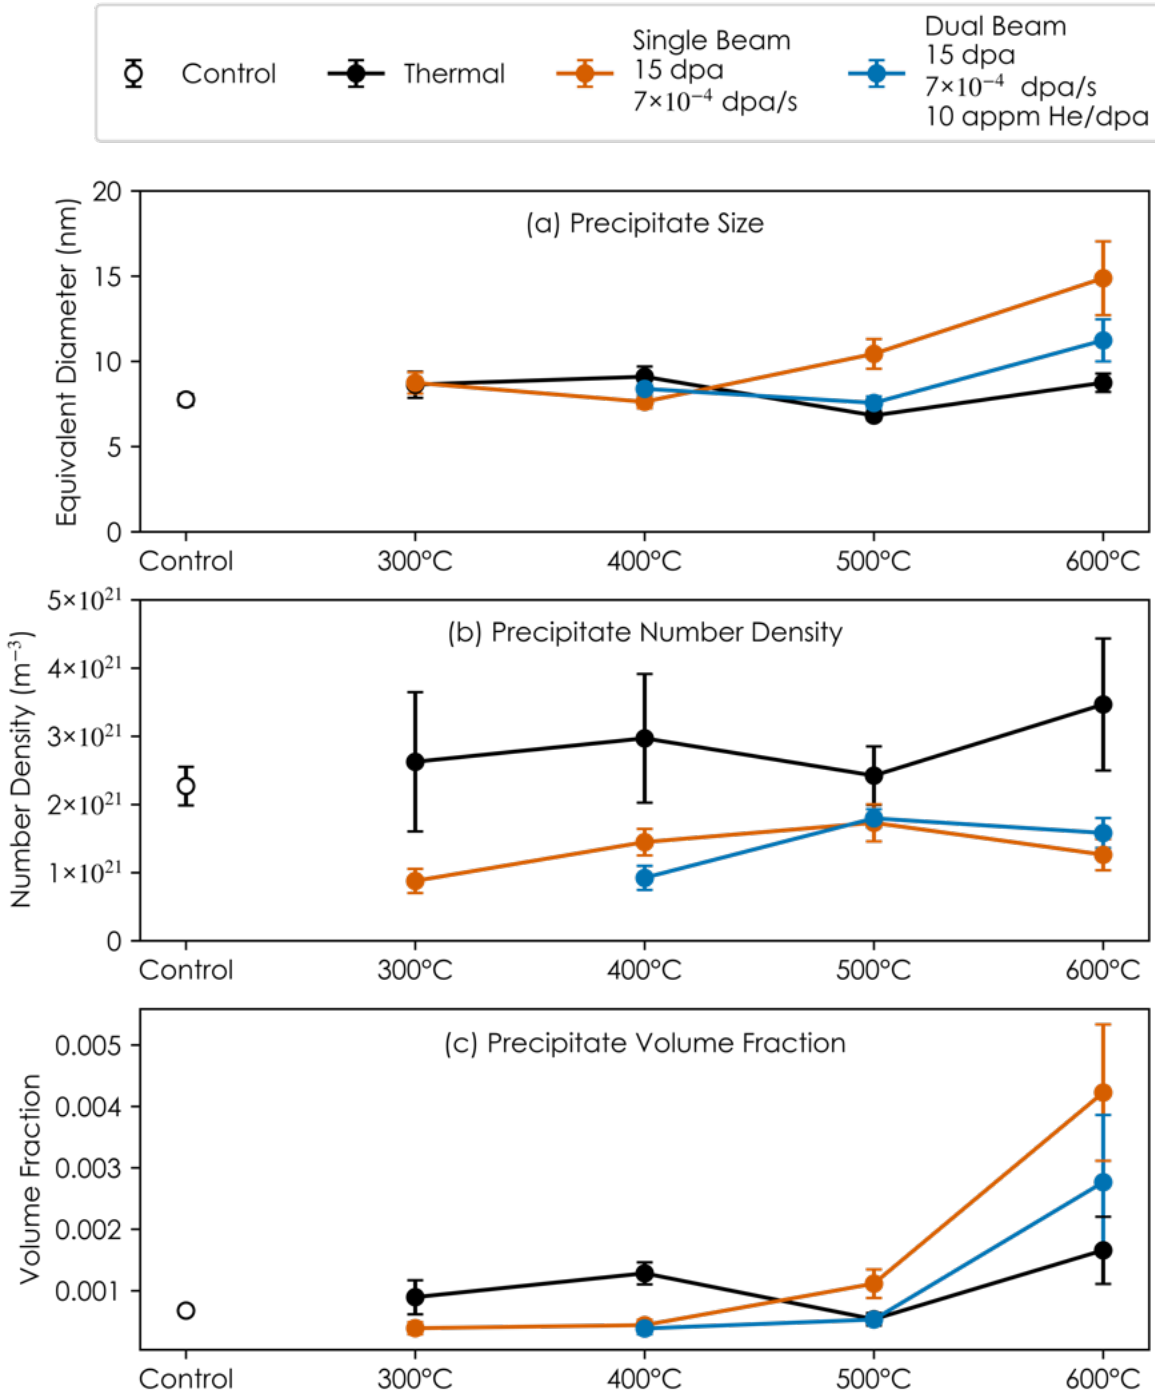 Control
Thermal
Single Beam
15 dpa
7×10⁻⁴ dpa/s
Dual Beam
15 dpa
7×10⁻⁴ dpa/s
10 appm He/dpa
(a) Precipitate Size
Equivalent Diameter (nm)
20
15
10
5
0
Control 300°C 400°C 500°C 600°C
(b) Precipitate Number Density
Number Density (m⁻³)
5×10²¹
4×10²¹
3×10²¹
2×10²¹
1×10²¹
0
Control 300°C 400°C 500°C 600°C
(c) Precipitate Volume Fraction
Volume Fraction
0.005
0.004
0.003
0.002
0.001
Control 300°C 400°C 500°C 600°C